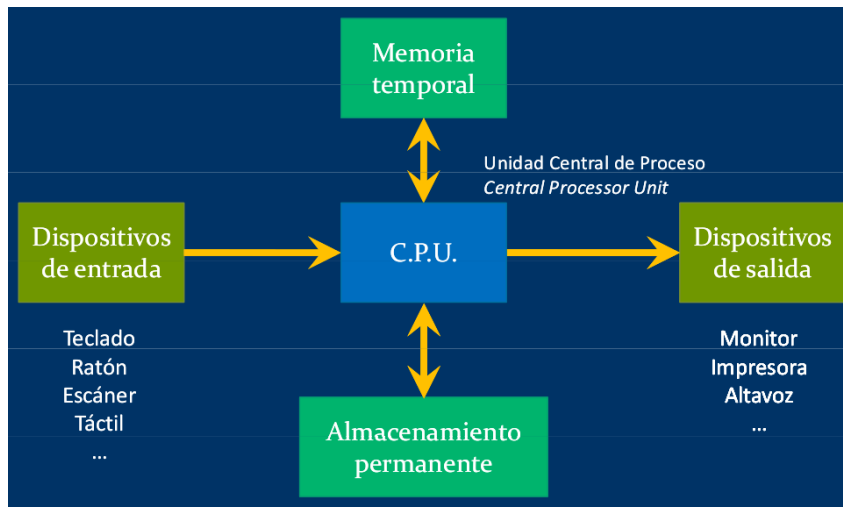 Memoria
temporal
Unidad Central de Proceso
Central Processor Unit
Dispositivos
de entrada
C.P.U.
Dispositivos
de salida
Teclado
Ratón
Escáner
Táctil
...
Monitor
Impresora
Altavoz
...
Almacenamiento
permanente